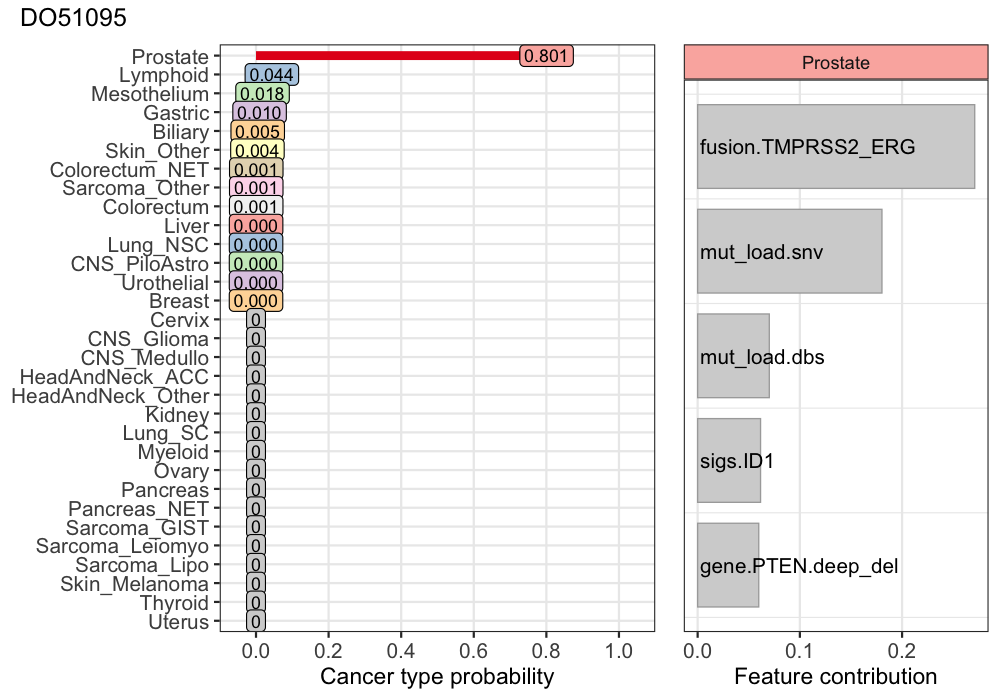 DO51095
Prostate 0.801
Lymphoid 0.044
Mesothelium 0.018
Gastric 0.010
Biliary 0.005
Skin_Other 0.004
Colorectum_NET 0.001
Sarcoma_Other 0.001
Colorectum 0.001
Liver 0.000
Lung_NSC 0.000
CNS_PiloAstro 0.000
Urothelial 0.000
Breast 0.000
Cervix 0
CNS_Glioma 0
CNS_Medullo 0
HeadAndNeck_ACC 0
HeadAndNeck_Other 0
Kidney 0
Lung_SC 0
Myeloid 0
Ovary 0
Pancreas 0
Pancreas_NET 0
Sarcoma_GIST 0
Sarcoma_Leiomyo 0
Sarcoma_Lipo 0
Skin_Melanoma 0
Thyroid 0
Uterus 0
0.0 0.2 0.4 0.6 0.8 1.0
Cancer type probability
Prostate
fusion.TMPRSS2_ERG
mut_load.snv
mut_load.dbs
sigs.ID1
gene.PTEN.deep_del
0.0 0.1 0.2
Feature contribution